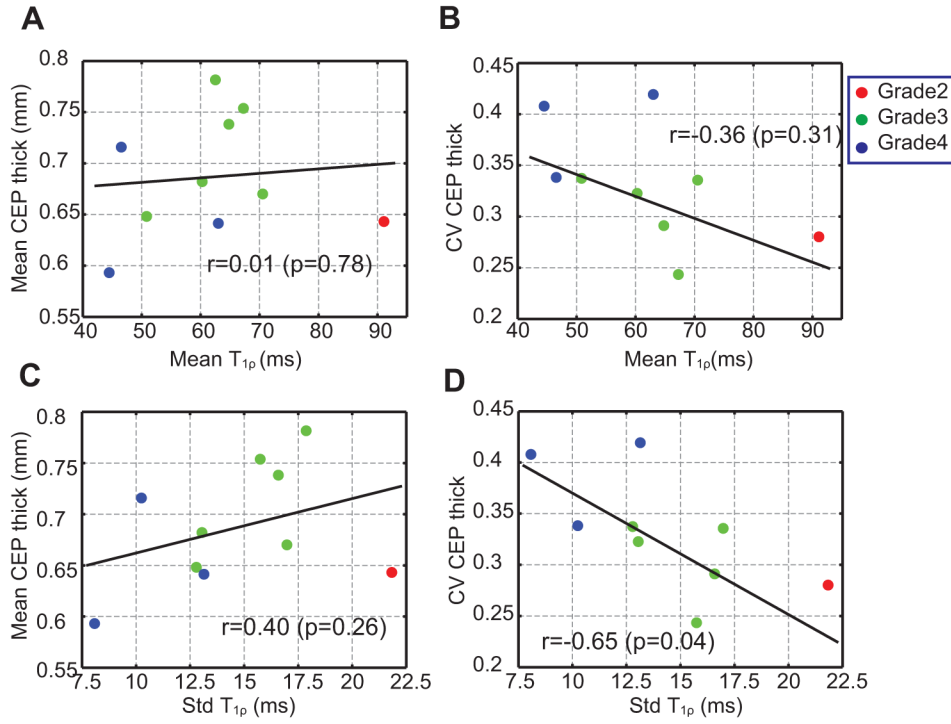 A
Mean CEP thick (mm)
0.8
0.75
0.7
0.65
0.6
0.55
r=0.01 (p=0.78)
40 50 60 70 80 90
Mean T1ρ (ms)
B
CV CEP thick
0.45
0.4
0.35
0.3
0.25
0.2
r=-0.36 (p=0.31)
40 50 60 70 80 90
Mean T1ρ(ms)
Grade2
Grade3
Grade4
C
Mean CEP thick (mm)
0.8
0.75
0.7
0.65
0.6
0.55
r=0.40 (p=0.26)
7.5 10 12.5 15 17.5 20 22.5
Std T1ρ (ms)
D
CV CEP thick
0.45
0.4
0.35
0.3
0.25
0.2
r=-0.65 (p=0.04)
7.5 10 12.5 15 17.5 20 22.5
Std T1ρ (ms)